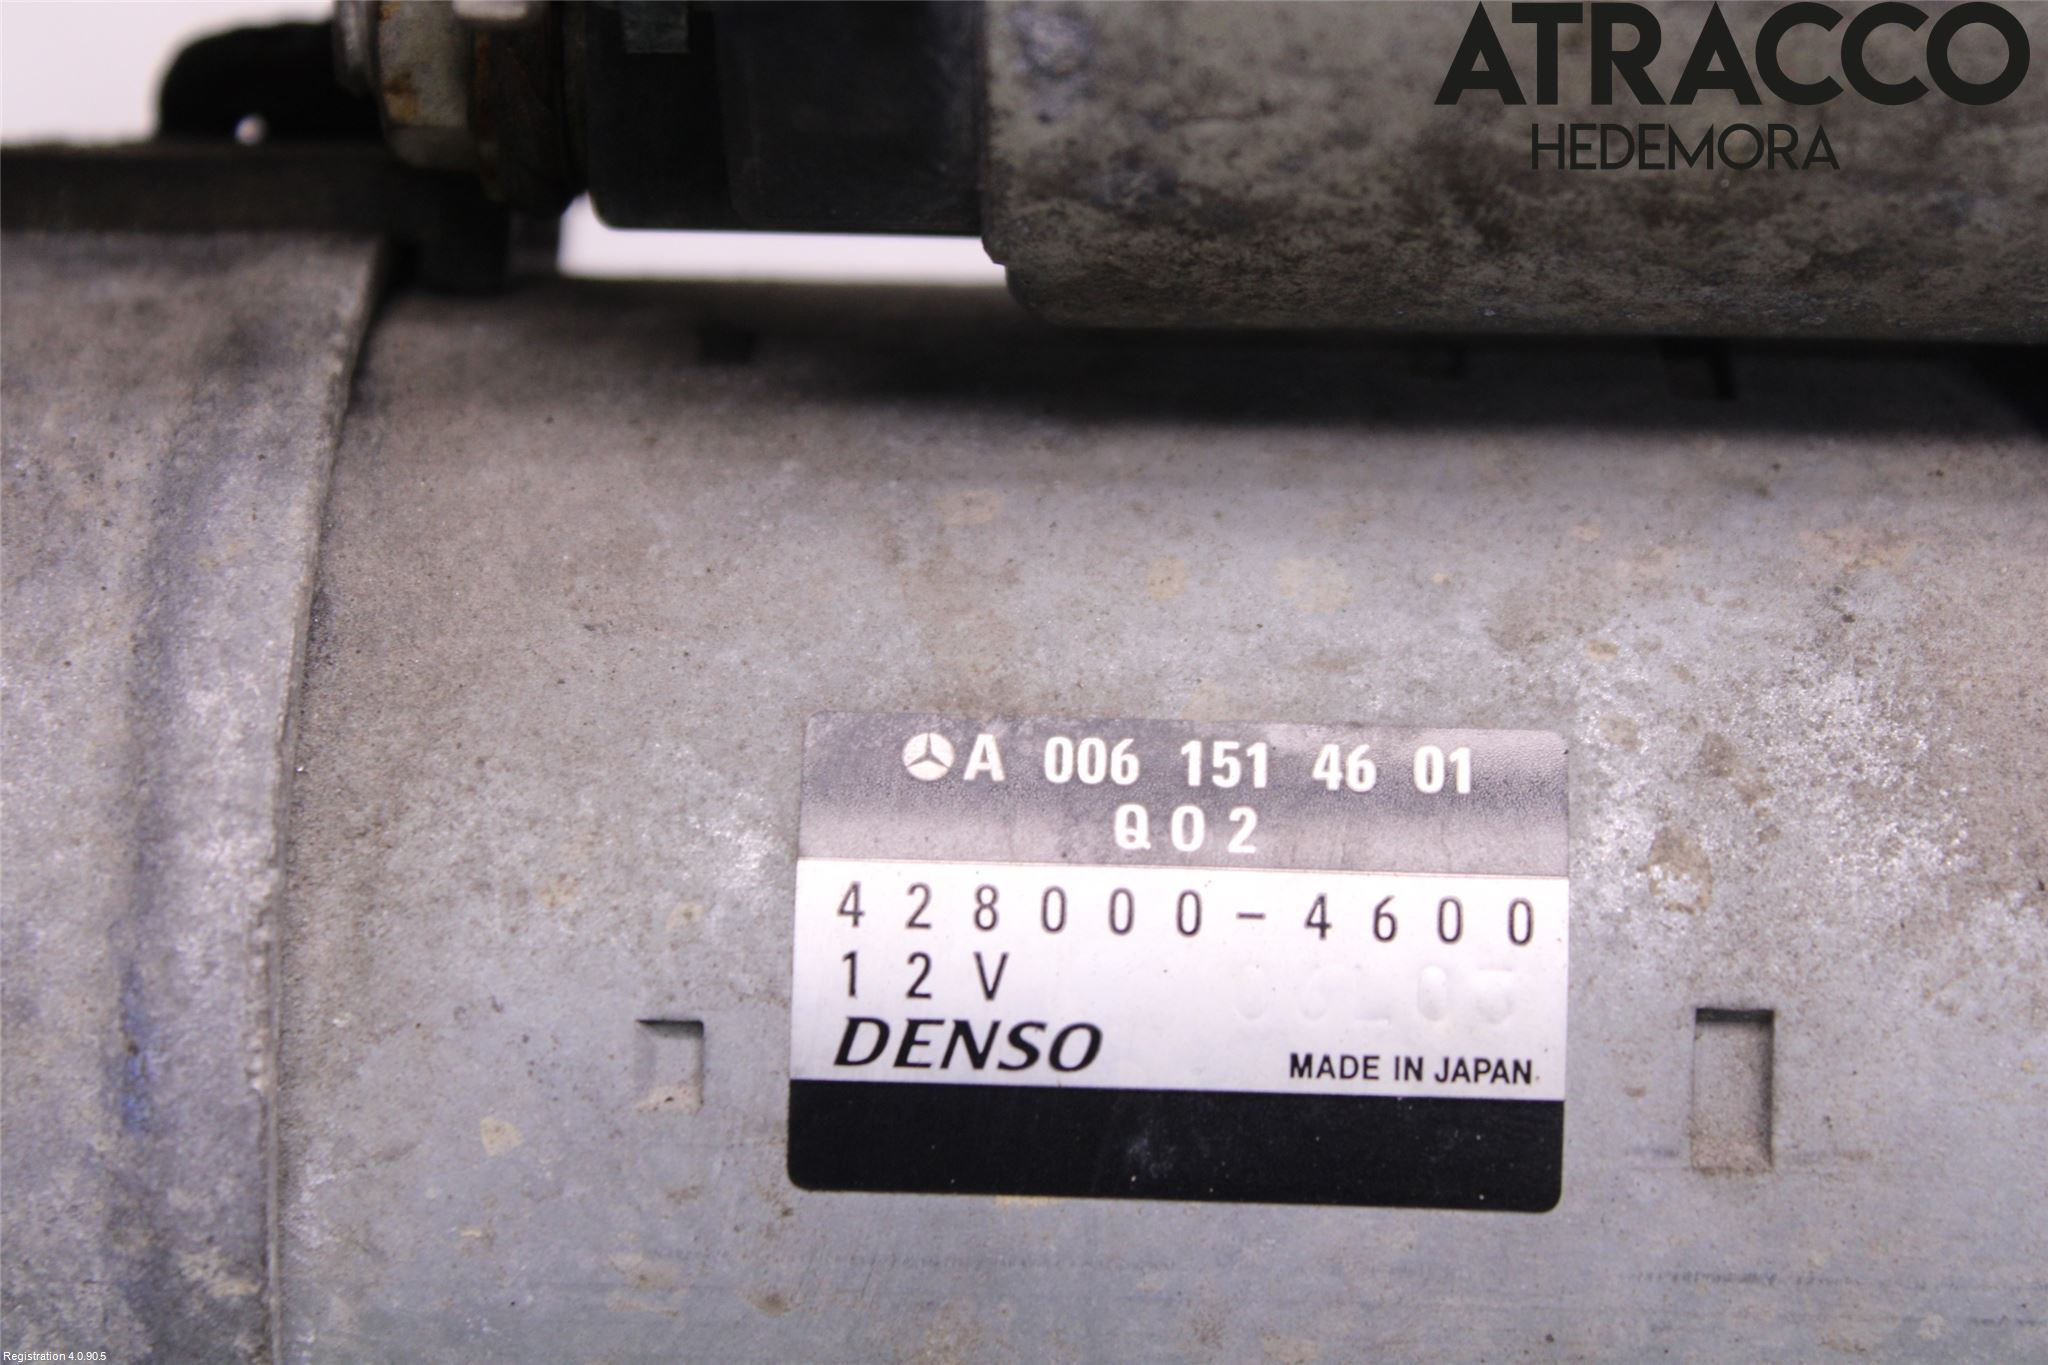 ATRACCO
HEDEMORA
A 006 151 46 01
Q02
428000-4600
12V
DENSO
MADE IN JAPAN
Registration 4.0.90.5